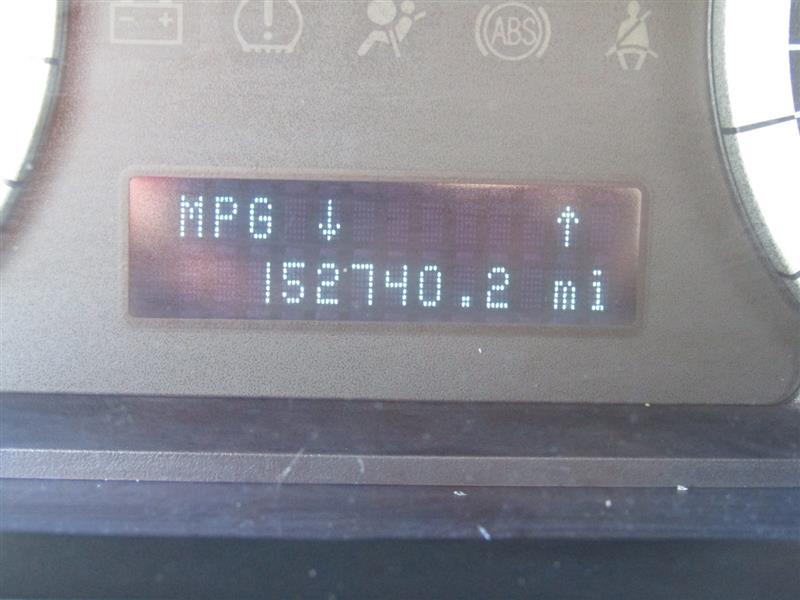 ABS
MPG ↓ ↑
152740.2 mi